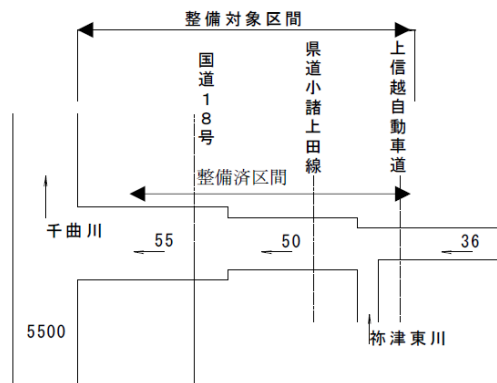 整備対象区間
国道18号
県道小諸上田線
上信越自動車道
整備済区間
千曲川
55
50
36
祢津東川
5500